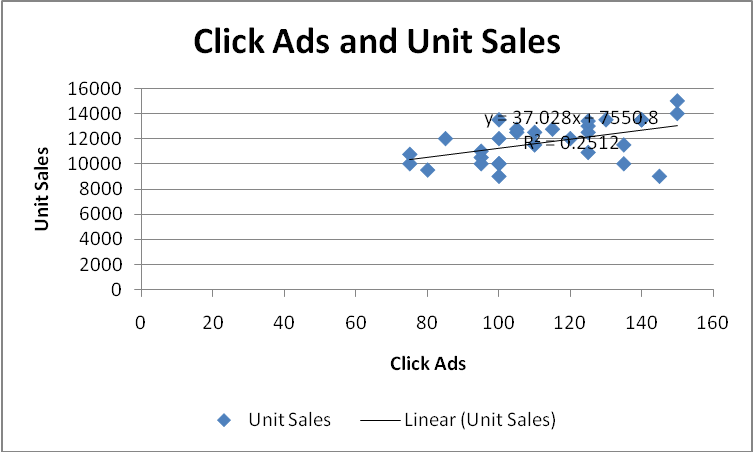 Click Ads and Unit Sales
16000
14000
12000
10000
8000
6000
4000
2000
0
Unit Sales
y = 37.028x + 7550.8
R² = 0.2512
0 20 40 60 80 100 120 140 160
Click Ads
Unit Sales Linear (Unit Sales)